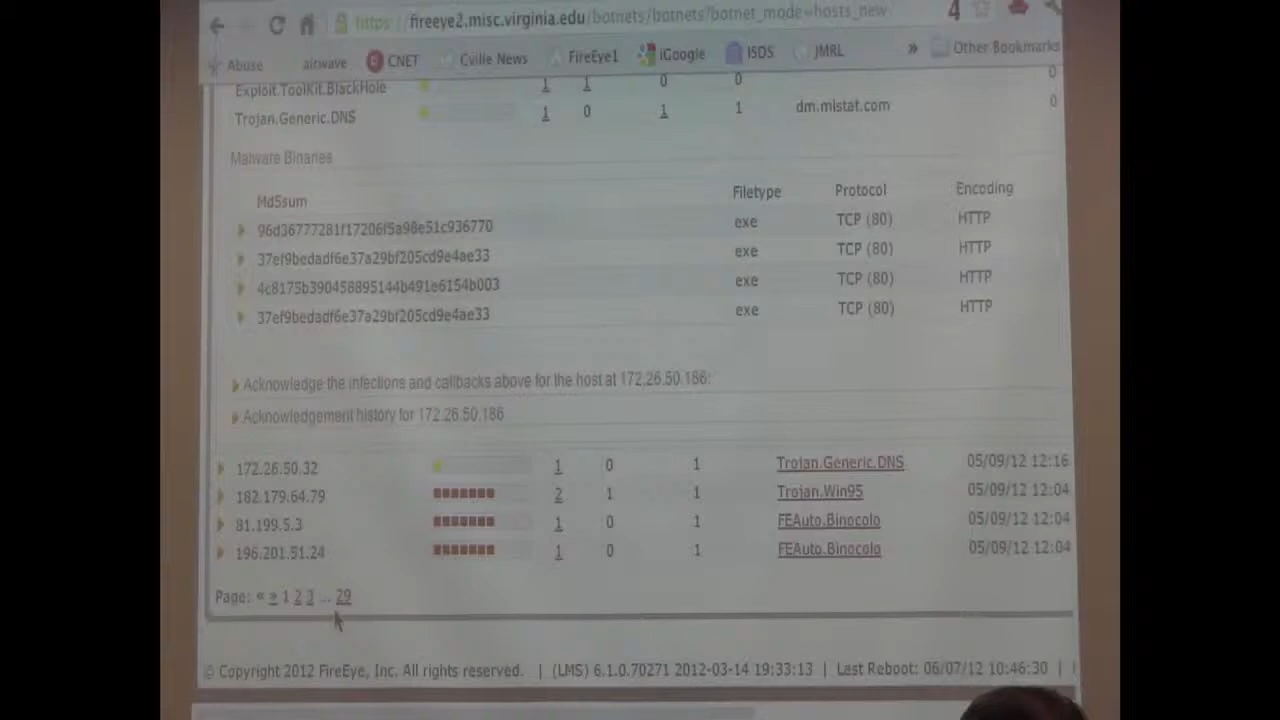 https://fireeye2.misc.virginia.edu/botnets/botnets?botnet_mode=hosts_new 4
Abuse airwave CNET Cville News FireEye1 iGoogle ISDS JMRL » Other Bookmarks
Exploit.ToolKit.BlackHole 1 1 0 0 0
Trojan.Generic.DNS 1 0 1 1 dm.mistat.com 0
Malware Binaries
Md5sum Filetype Protocol Encoding
96d36777281f17206f5a98e51c936770 exe TCP (80) HTTP
37ef9bedadf6e37a29bf205cd9e4ae33 exe TCP (80) HTTP
4c8175b390458895144b491e6154b003 exe TCP (80) HTTP
37ef9bedadf6e37a29bf205cd9e4ae33 exe TCP (80) HTTP
Acknowledge the infections and callbacks above for the host at 172.26.50.186:
Acknowledgement history for 172.26.50.186
172.26.50.32 1 0 1 Trojan.Generic.DNS 05/09/12 12:16
182.179.64.79 2 1 1 Trojan.Win95 05/09/12 12:04
81.199.5.3 1 0 1 FEAuto.Binocolo 05/09/12 12:04
196.201.51.24 1 0 1 FEAuto.Binocolo 05/09/12 12:04
Page: « » 1 2 3 ... 29
© Copyright 2012 FireEye, Inc. All rights reserved. | (LMS) 6.1.0.70271 2012-03-14 19:33:13 | Last Reboot: 06/07/12 10:46:30 |